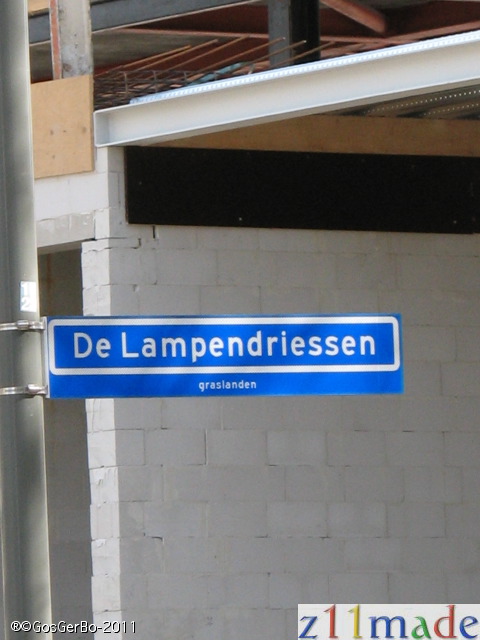 De Lampendriessen
graslanden
®©GosGerBo-2011
z11made